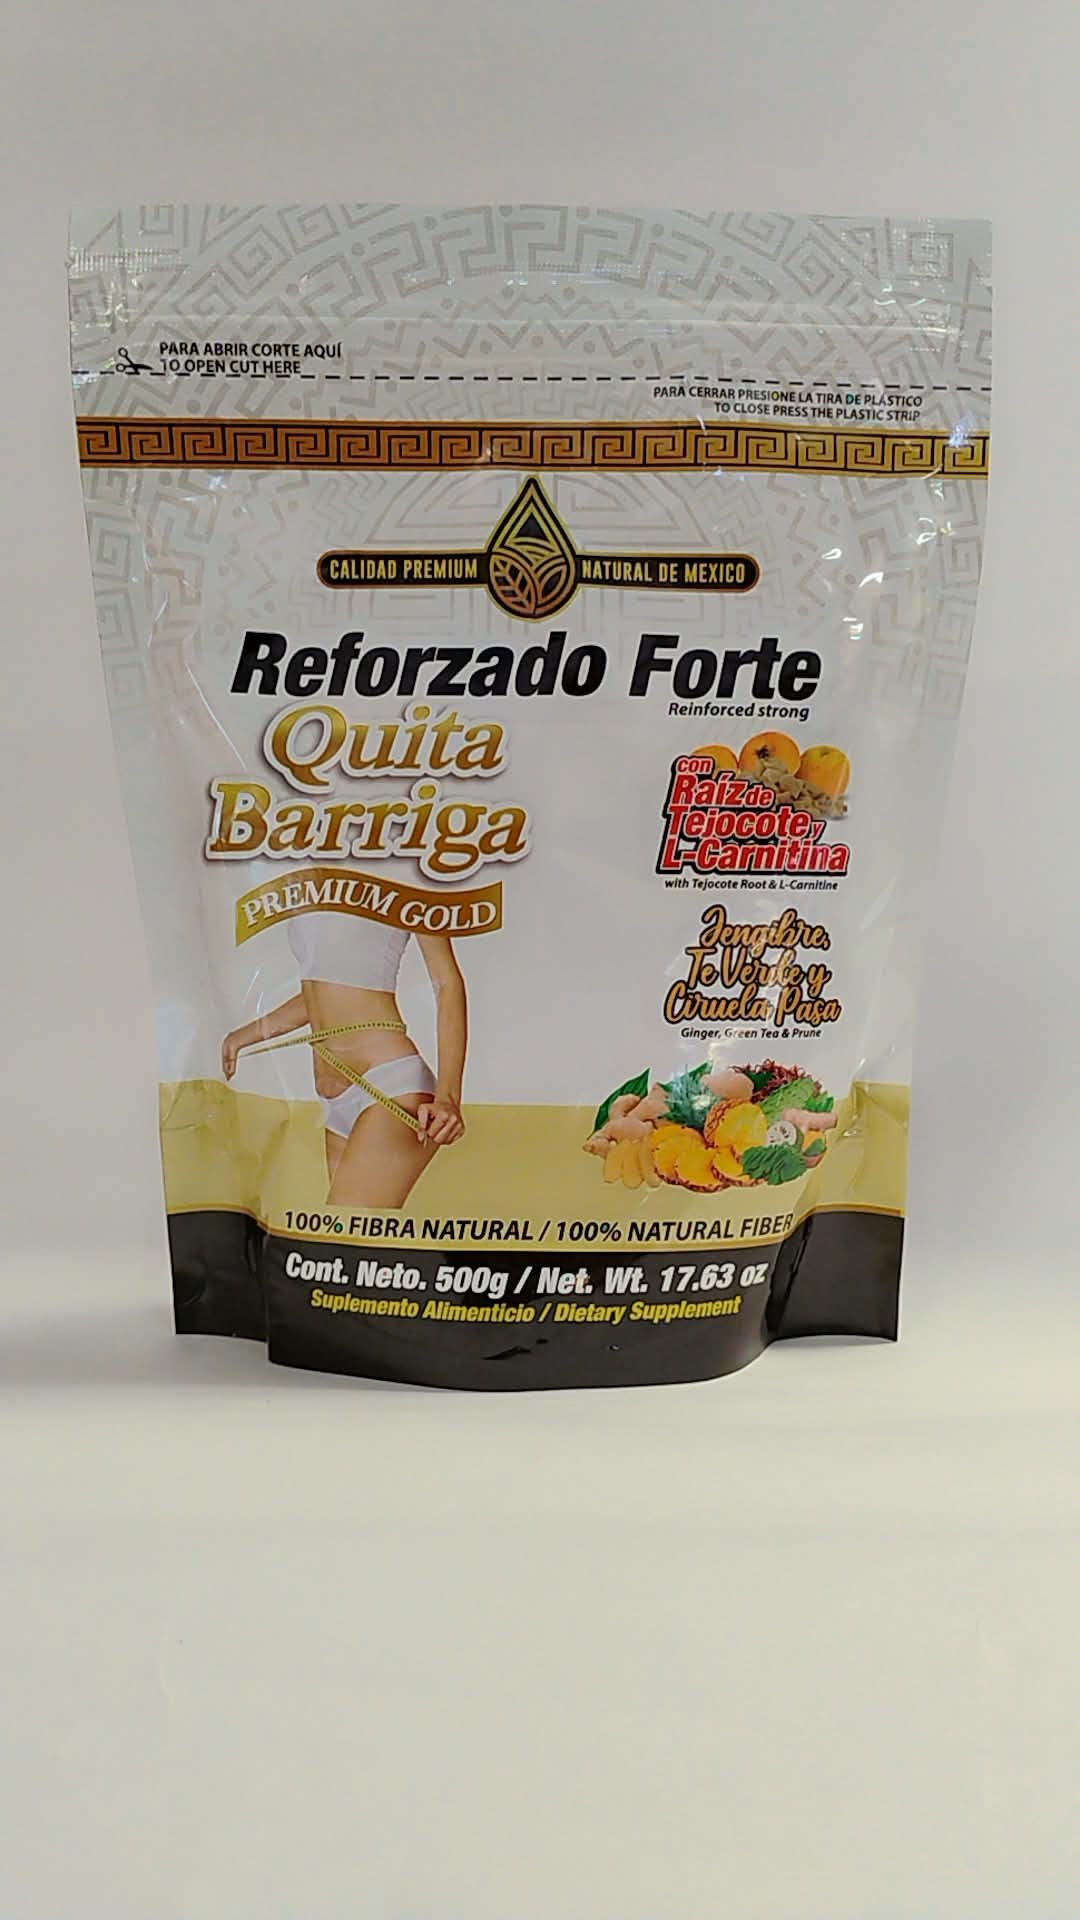 PARA ABRIR CORTE AQUÍ
TO OPEN CUT HERE
PARA CERRAR PRESIONE LA TIRA DE PLÁSTICO
TO CLOSE PRESS THE PLASTIC STRIP
CALIDAD PREMIUM NATURAL DE MEXICO
Reforzado Forte
Reinforced strong
Quita
Barriga
PREMIUM GOLD
con
Raíz de
Tejocote y
L-Carnitina
with Tejocote Root & L-Carnitine
Jengibre,
Te Verde y
Ciruela Pasa
Ginger, Green Tea & Prune
100% FIBRA NATURAL / 100% NATURAL FIBER
Cont. Neto. 500g / Net. Wt. 17.63 oz
Suplemento Alimenticio / Dietary Supplement